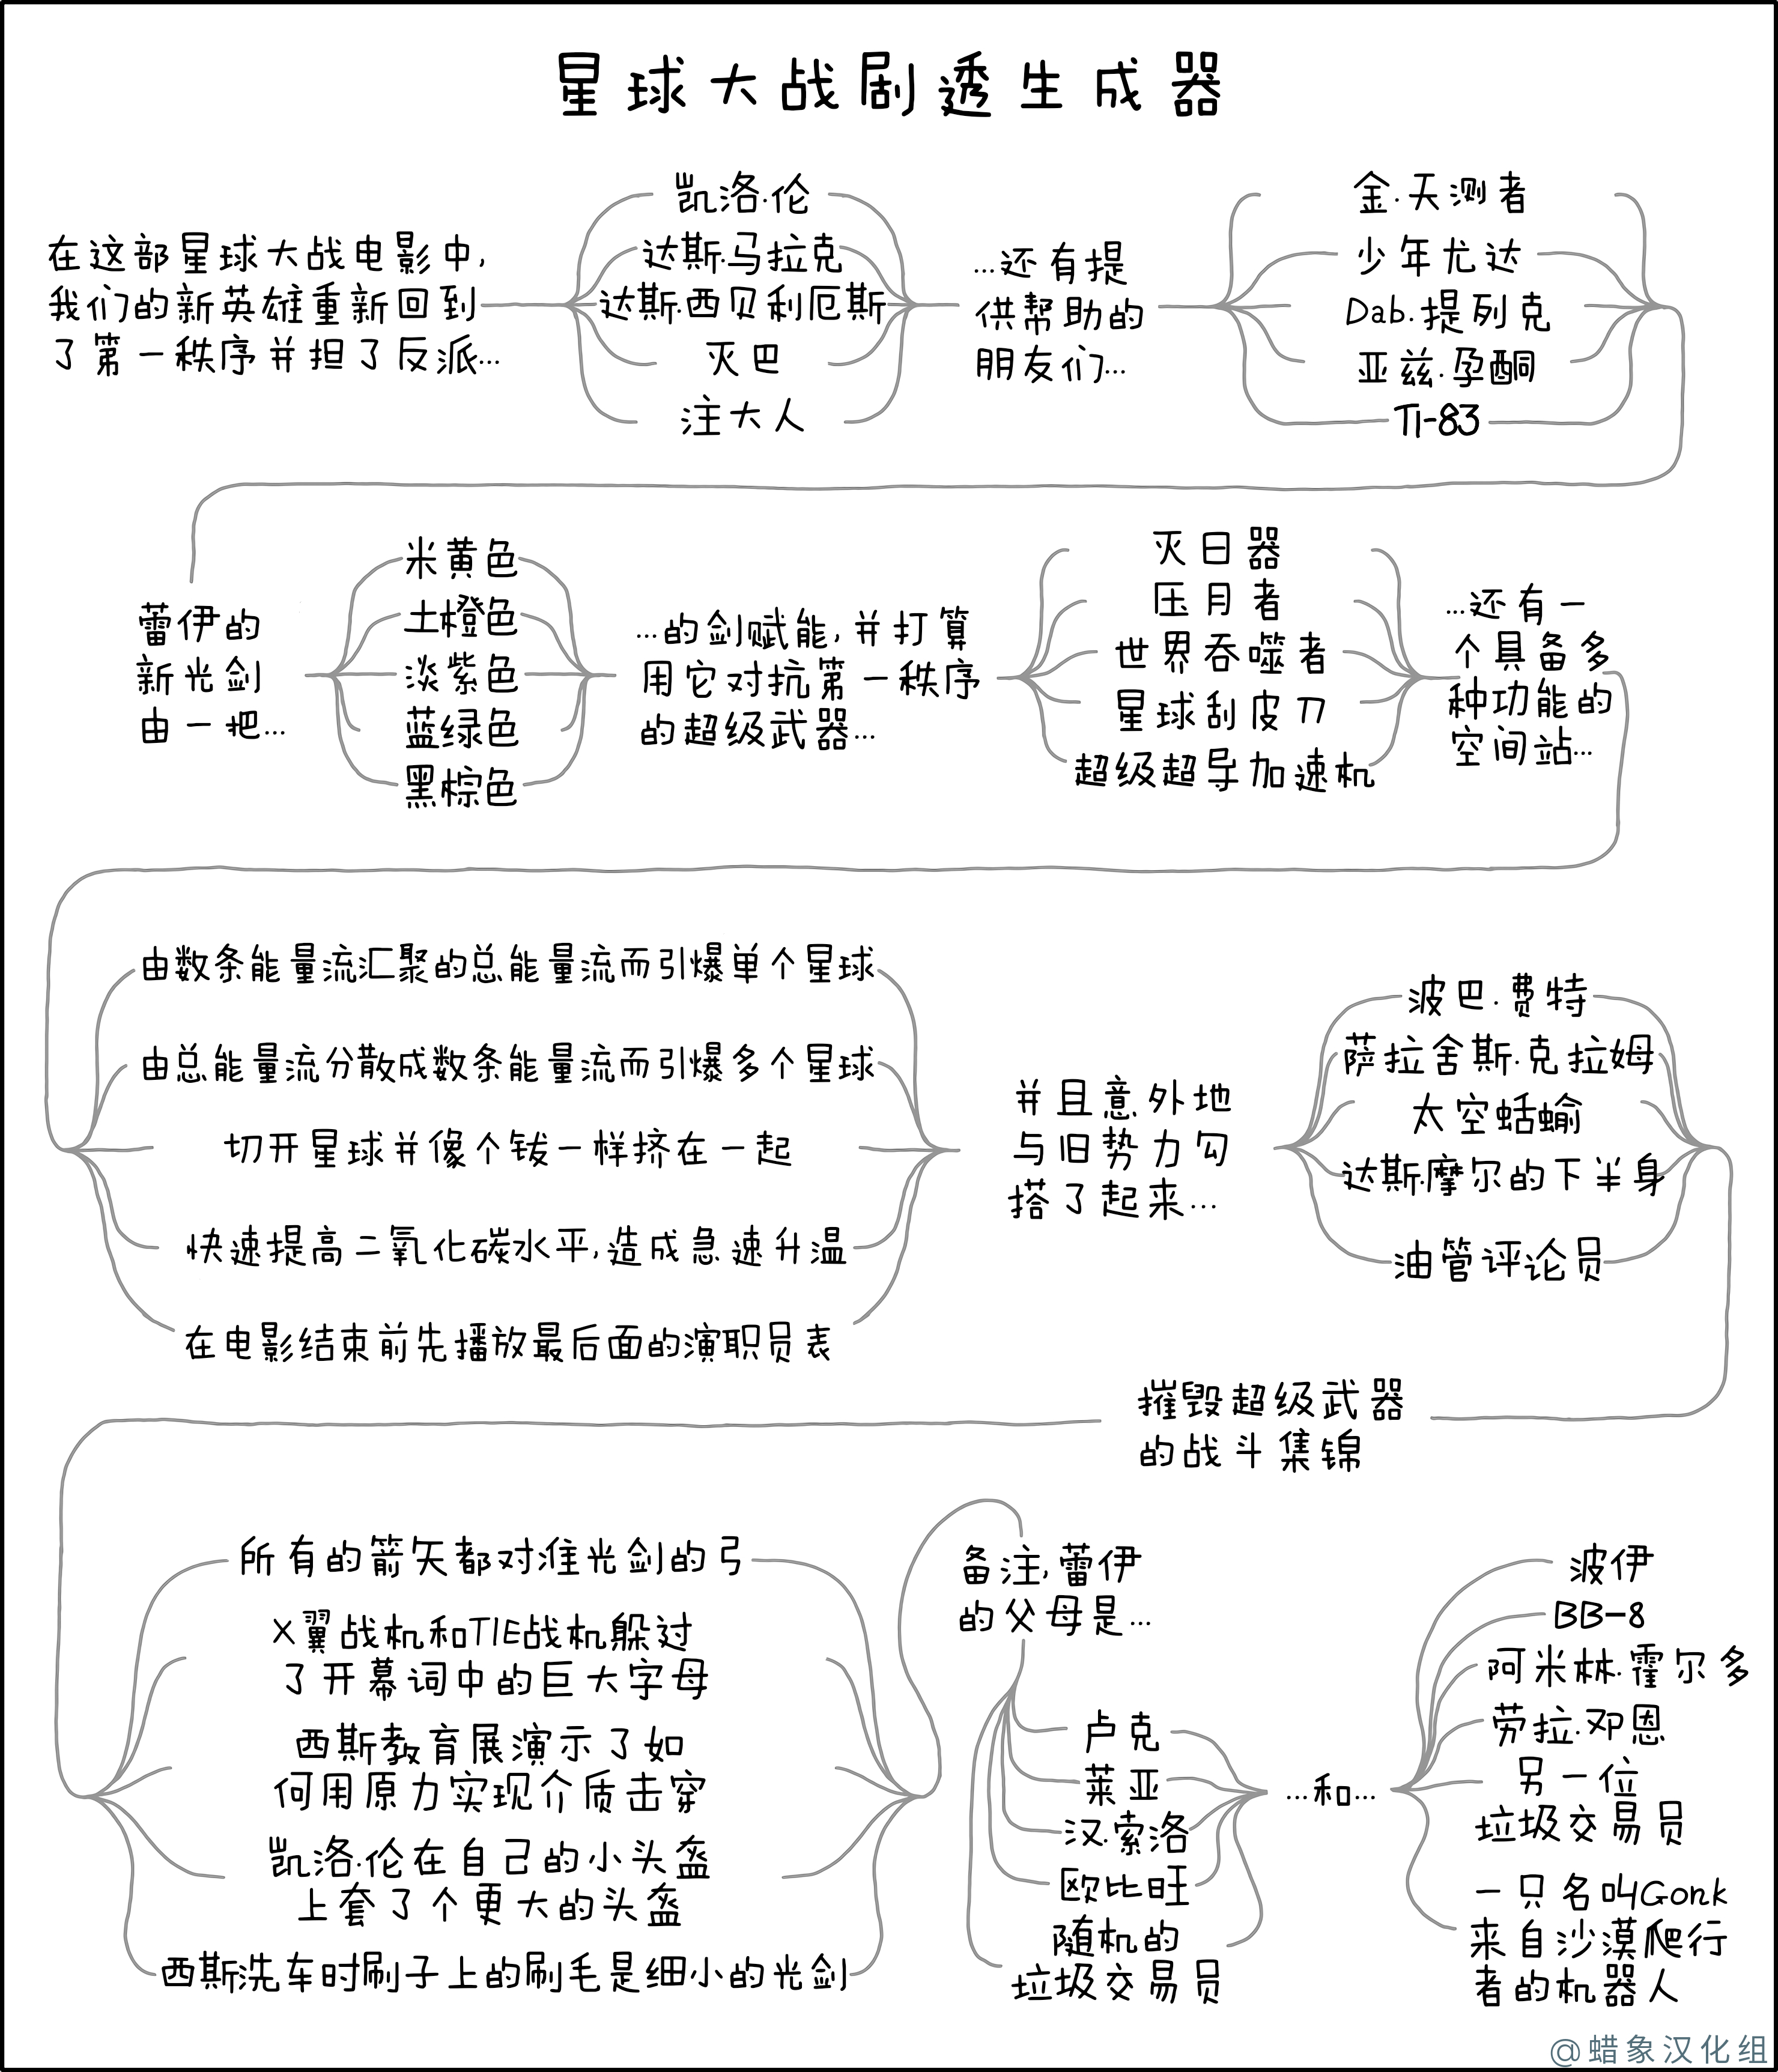 星球大战剧透生成器
在这部星球大战电影中,
我们的新英雄重新回到
了第一秩序并担了反派...
凯洛·伦
达斯·马拉克
达斯·西贝利厄斯
灭巴
注大人
...还有提
供帮助的
朋友们...
金·天测者
少年尤达
Dab·提列克
亚兹·孕酮
TI-83
蕾伊的
新光剑
由一把...
米黄色
土橙色
淡紫色
蓝绿色
黑棕色
...的剑赋能,并打算
用它对抗第一秩序
的超级武器...
灭日器
压月者
世界吞噬者
星球刮皮刀
超级超导加速机
...还有一
个具备多
种功能的
空间站...
由数条能量流汇聚的总能量流而引爆单个星球
由总能量流分散成数条能量流而引爆多个星球
切开星球并像个钹一样挤在一起
快速提高二氧化碳水平,造成急速升温
在电影结束前先播放最后面的演职员表
并且意外地
与旧势力勾
搭了起来...
波巴·费特
萨拉舍斯·克拉姆
太空蛞蝓
达斯·摩尔的下半身
油管评论员
摧毁超级武器
的战斗集锦
所有的箭矢都对准光剑的弓
X翼战机和TIE战机躲过
了开幕词中的巨大字母
西斯教育展演示了如
何用原力实现介质击穿
凯洛·伦在自己的小头盔
上套了个更大的头盔
西斯洗车时刷子上的刷毛是细小的光剑
备注,蕾伊
的父母是...
卢克
莱亚
汉·索洛
欧比旺
随机的
垃圾交易员
...和...
波伊
BB-8
阿米林·霍尔多
劳拉·邓恩
另一位
垃圾交易员
一只名叫Gonk
来自沙漠爬行
者的机器人
@蜡象汉化组